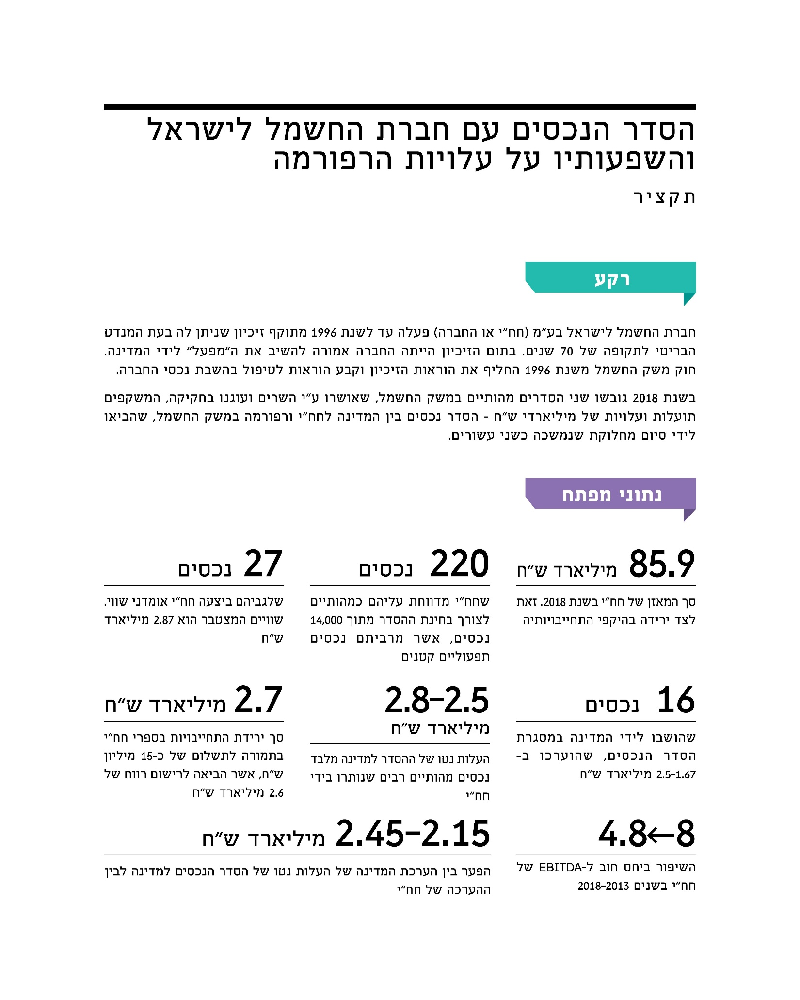 הסדר הנכסים עם חברת החשמל לישראל
והשפעותיו על עלויות הרפורמה
תקציר
רקע
חברת החשמל לישראל בע״מ (חח״י או החברה) פעלה עד לשנת 1996 מתוקף זיכיון שניתן לה בעת המנדט
הבריטי לתקופה של 70 שנים. בתום הזיכיון הייתה החברה אמורה להשיב את ה״מפעל״ לידי המדינה.
חוק משק החשמל משנת 1996 החליף את הוראות הזיכיון וקבע הוראות לטיפול בהשבת נכסי החברה.
בשנת 2018 גובשו שני הסדרים מהותיים במשק החשמל, שאושרו ע״י השרים ועוגנו בחקיקה, המשקפים
תועלות ועלויות של מיליארדי ש״ח - הסדר נכסים בין המדינה לחח״י ורפורמה במשק החשמל, שהביאו
לידי סיום מחלוקת שנמשכה כשני עשורים.
נתוני מפתח
85.9 מיליארד ש״ח
סך המאזן של חח״י בשנת 2018. זאת
לצד ירידה בהיקפי התחייבויותיה
220 נכסים
שחח״י מדווחת עליהם כמהותיים
לצורך בחינת ההסדר מתוך 14,000
נכסים, אשר מרביתם נכסים
תפעוליים קטנים
27 נכסים
שלגביהם ביצעה חח״י אומדני שווי.
שוויים המצטבר הוא 2.87 מיליארד
ש״ח
16 נכסים
שהושבו לידי המדינה במסגרת
הסדר הנכסים, שהוערכו ב-
2.5-1.67 מיליארד ש״ח
2.8-2.5
מיליארד ש״ח
העלות נטו של ההסדר למדינה מלבד
נכסים מהותיים רבים שנותרו בידי
חח״י
2.7 מיליארד ש״ח
סך ירידת התחייבויות בספרי חח״י
בתמורה לתשלום של כ-15 מיליון
ש״ח, אשר הביאה לרישום רווח של
2.6 מיליארד ש״ח
8←4.8
השיפור ביחס חוב ל-EBITDA של
חח״י בשנים 2018-2013
2.45-2.15 מיליארד ש״ח
הפער בין הערכת המדינה של העלות נטו של הסדר הנכסים למדינה לבין
ההערכה של חח״י